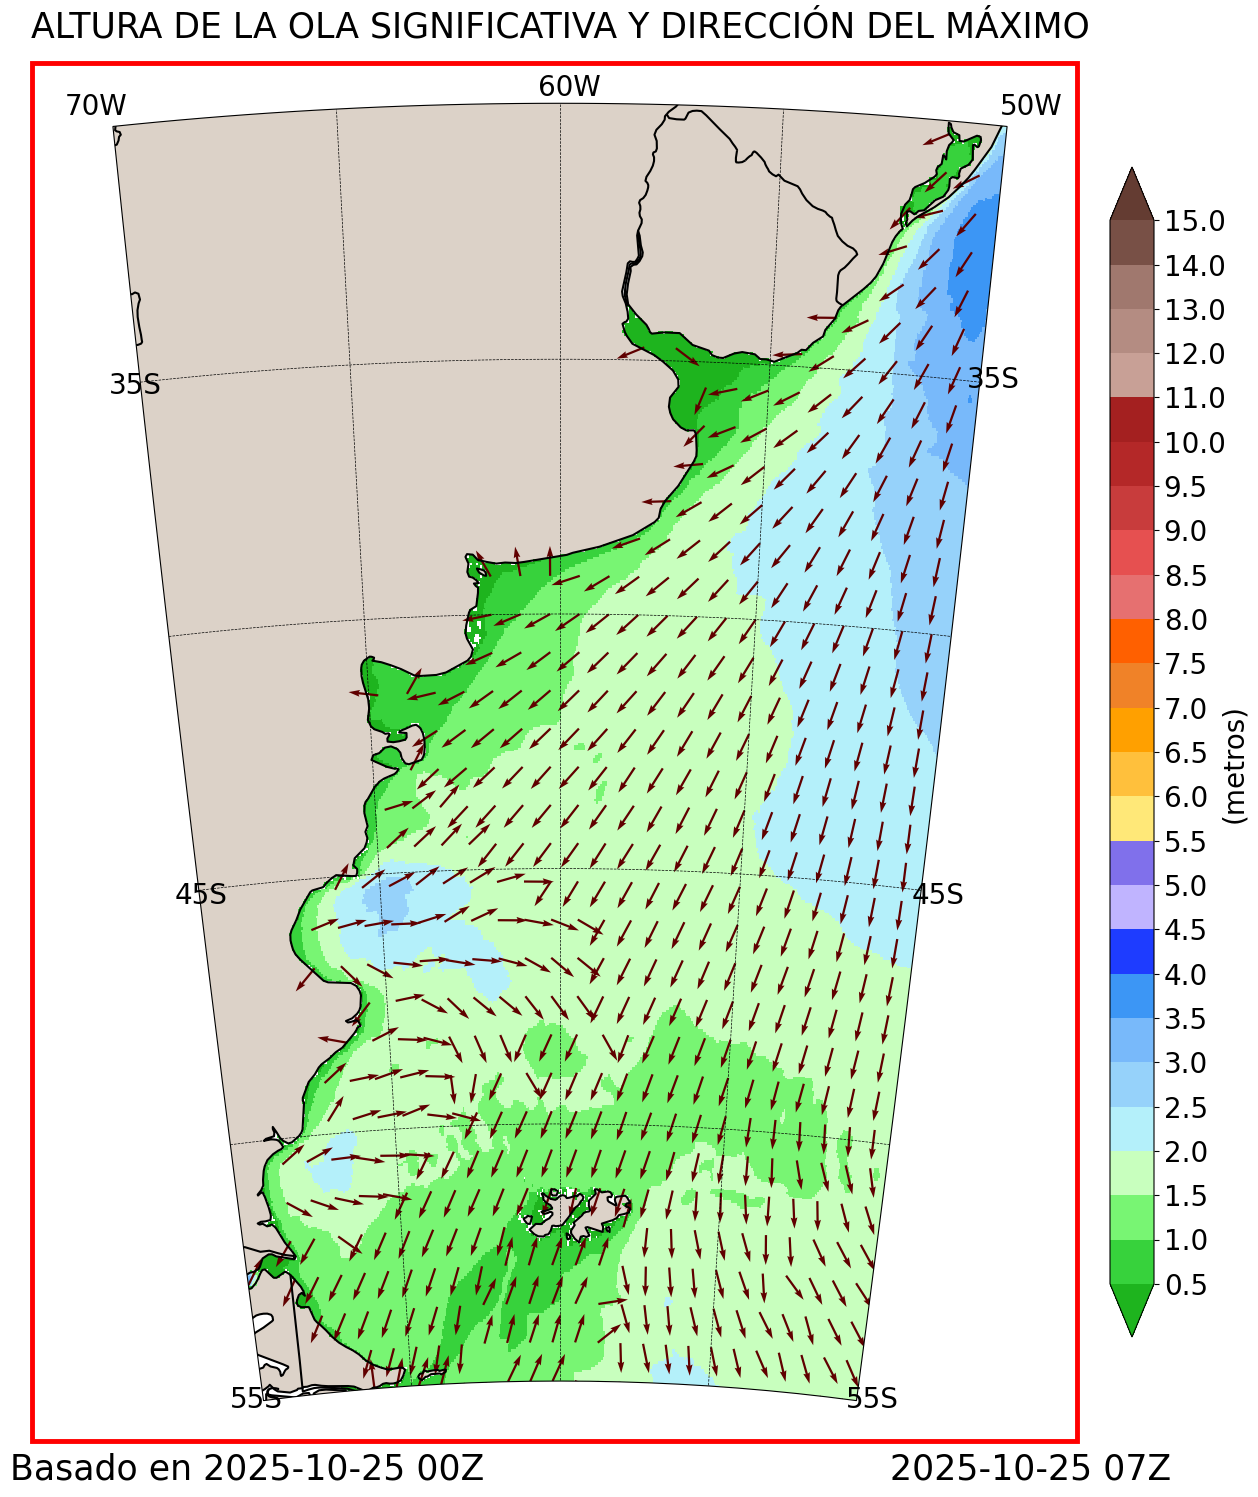 ALTURA DE LA OLA SIGNIFICATIVA Y DIRECCIÓN DEL MÁXIMO
70W
60W
50W
35S
35S
45S
45S
55S
55S
15.0
14.0
13.0
12.0
11.0
10.0
9.5
9.0
8.5
8.0
7.5
7.0
6.5
6.0
5.5
5.0
4.5
4.0
3.5
3.0
2.5
2.0
1.5
1.0
0.5
(metros)
Basado en 2025-10-25 00Z
2025-10-25 07Z